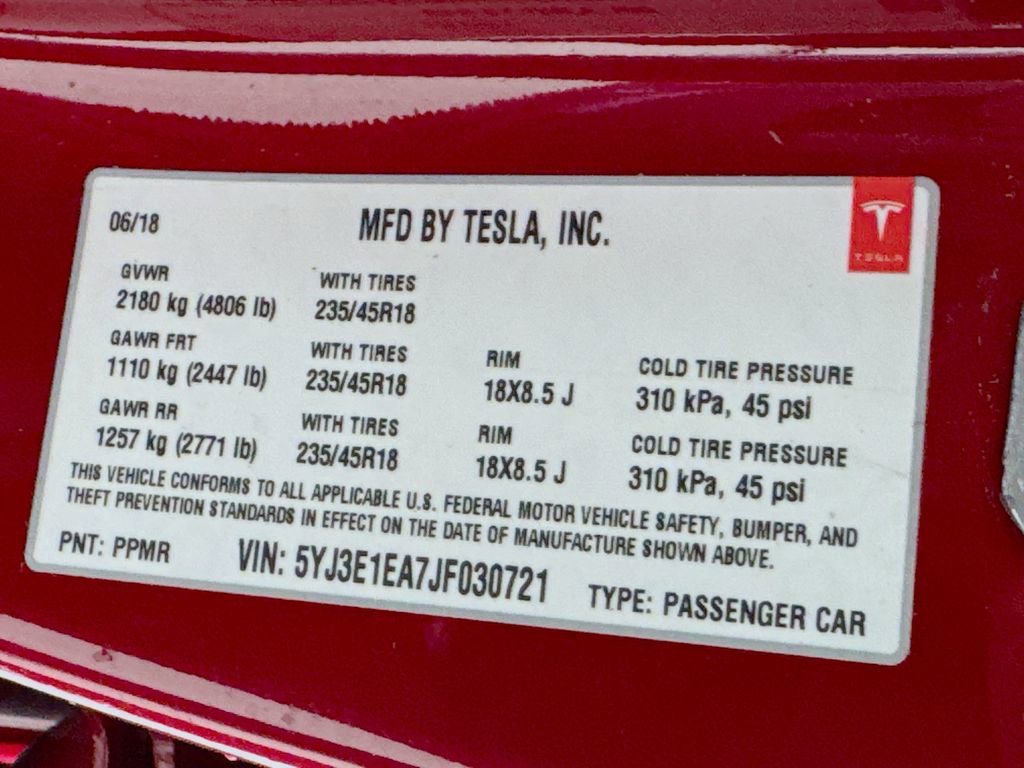 06/18 MFD BY TESLA, INC.
TESLA
GVWR WITH TIRES
2180 kg (4806 lb) 235/45R18
GAWR FRT WITH TIRES RIM COLD TIRE PRESSURE
1110 kg (2447 lb) 235/45R18 18X8.5 J 310 kPa, 45 psi
GAWR RR WITH TIRES RIM COLD TIRE PRESSURE
1257 kg (2771 lb) 235/45R18 18X8.5 J 310 kPa, 45 psi
THIS VEHICLE CONFORMS TO ALL APPLICABLE U.S. FEDERAL MOTOR VEHICLE SAFETY, BUMPER, AND
THEFT PREVENTION STANDARDS IN EFFECT ON THE DATE OF MANUFACTURE SHOWN ABOVE.
PNT: PPMR VIN: 5YJ3E1EA7JF030721 TYPE: PASSENGER CAR